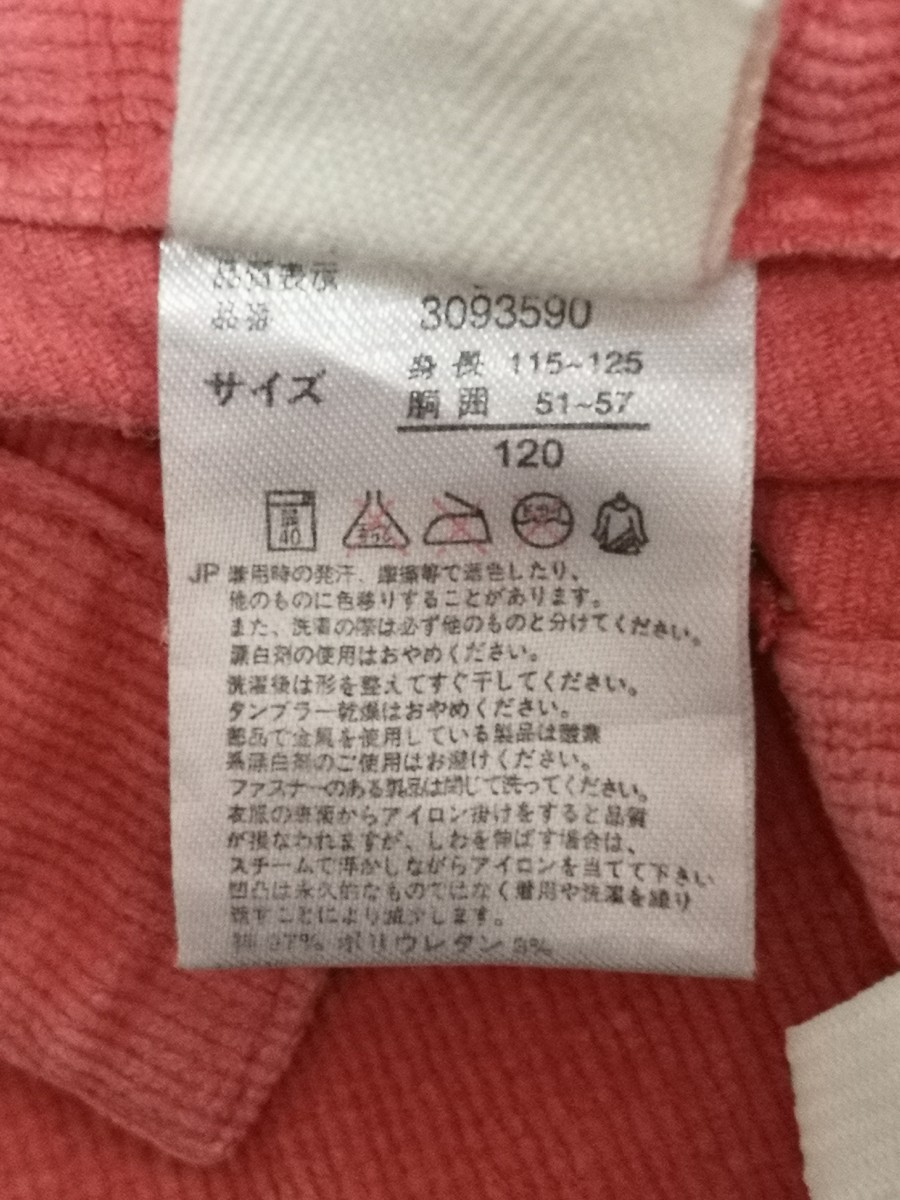 品質表示
品番 3093590
サイズ
身長 115~125
胴囲 51~57
120
40
JP 着用時の発汗、摩擦等で退色したり、
他のものに色移りすることがあります。
また、洗濯の際は必ず他のものと分けてください。
漂白剤の使用はおやめください。
洗濯後は形を整えてすぐ干してください。
タンブラー乾燥はおやめください。
部品で金属を使用している製品は酸素
系漂白剤のご使用はお避けください。
ファスナーのある製品は閉じて洗ってください。
衣服の表面からアイロン掛けをすると品質
が損なわれますが、しわを伸ばす場合は、
スチームで浮かしながらアイロンを当てて下さい
凹凸は永久的なものではなく着用や洗濯を繰り
返すことにより減少します。
綿 97% ポリウレタン 3%